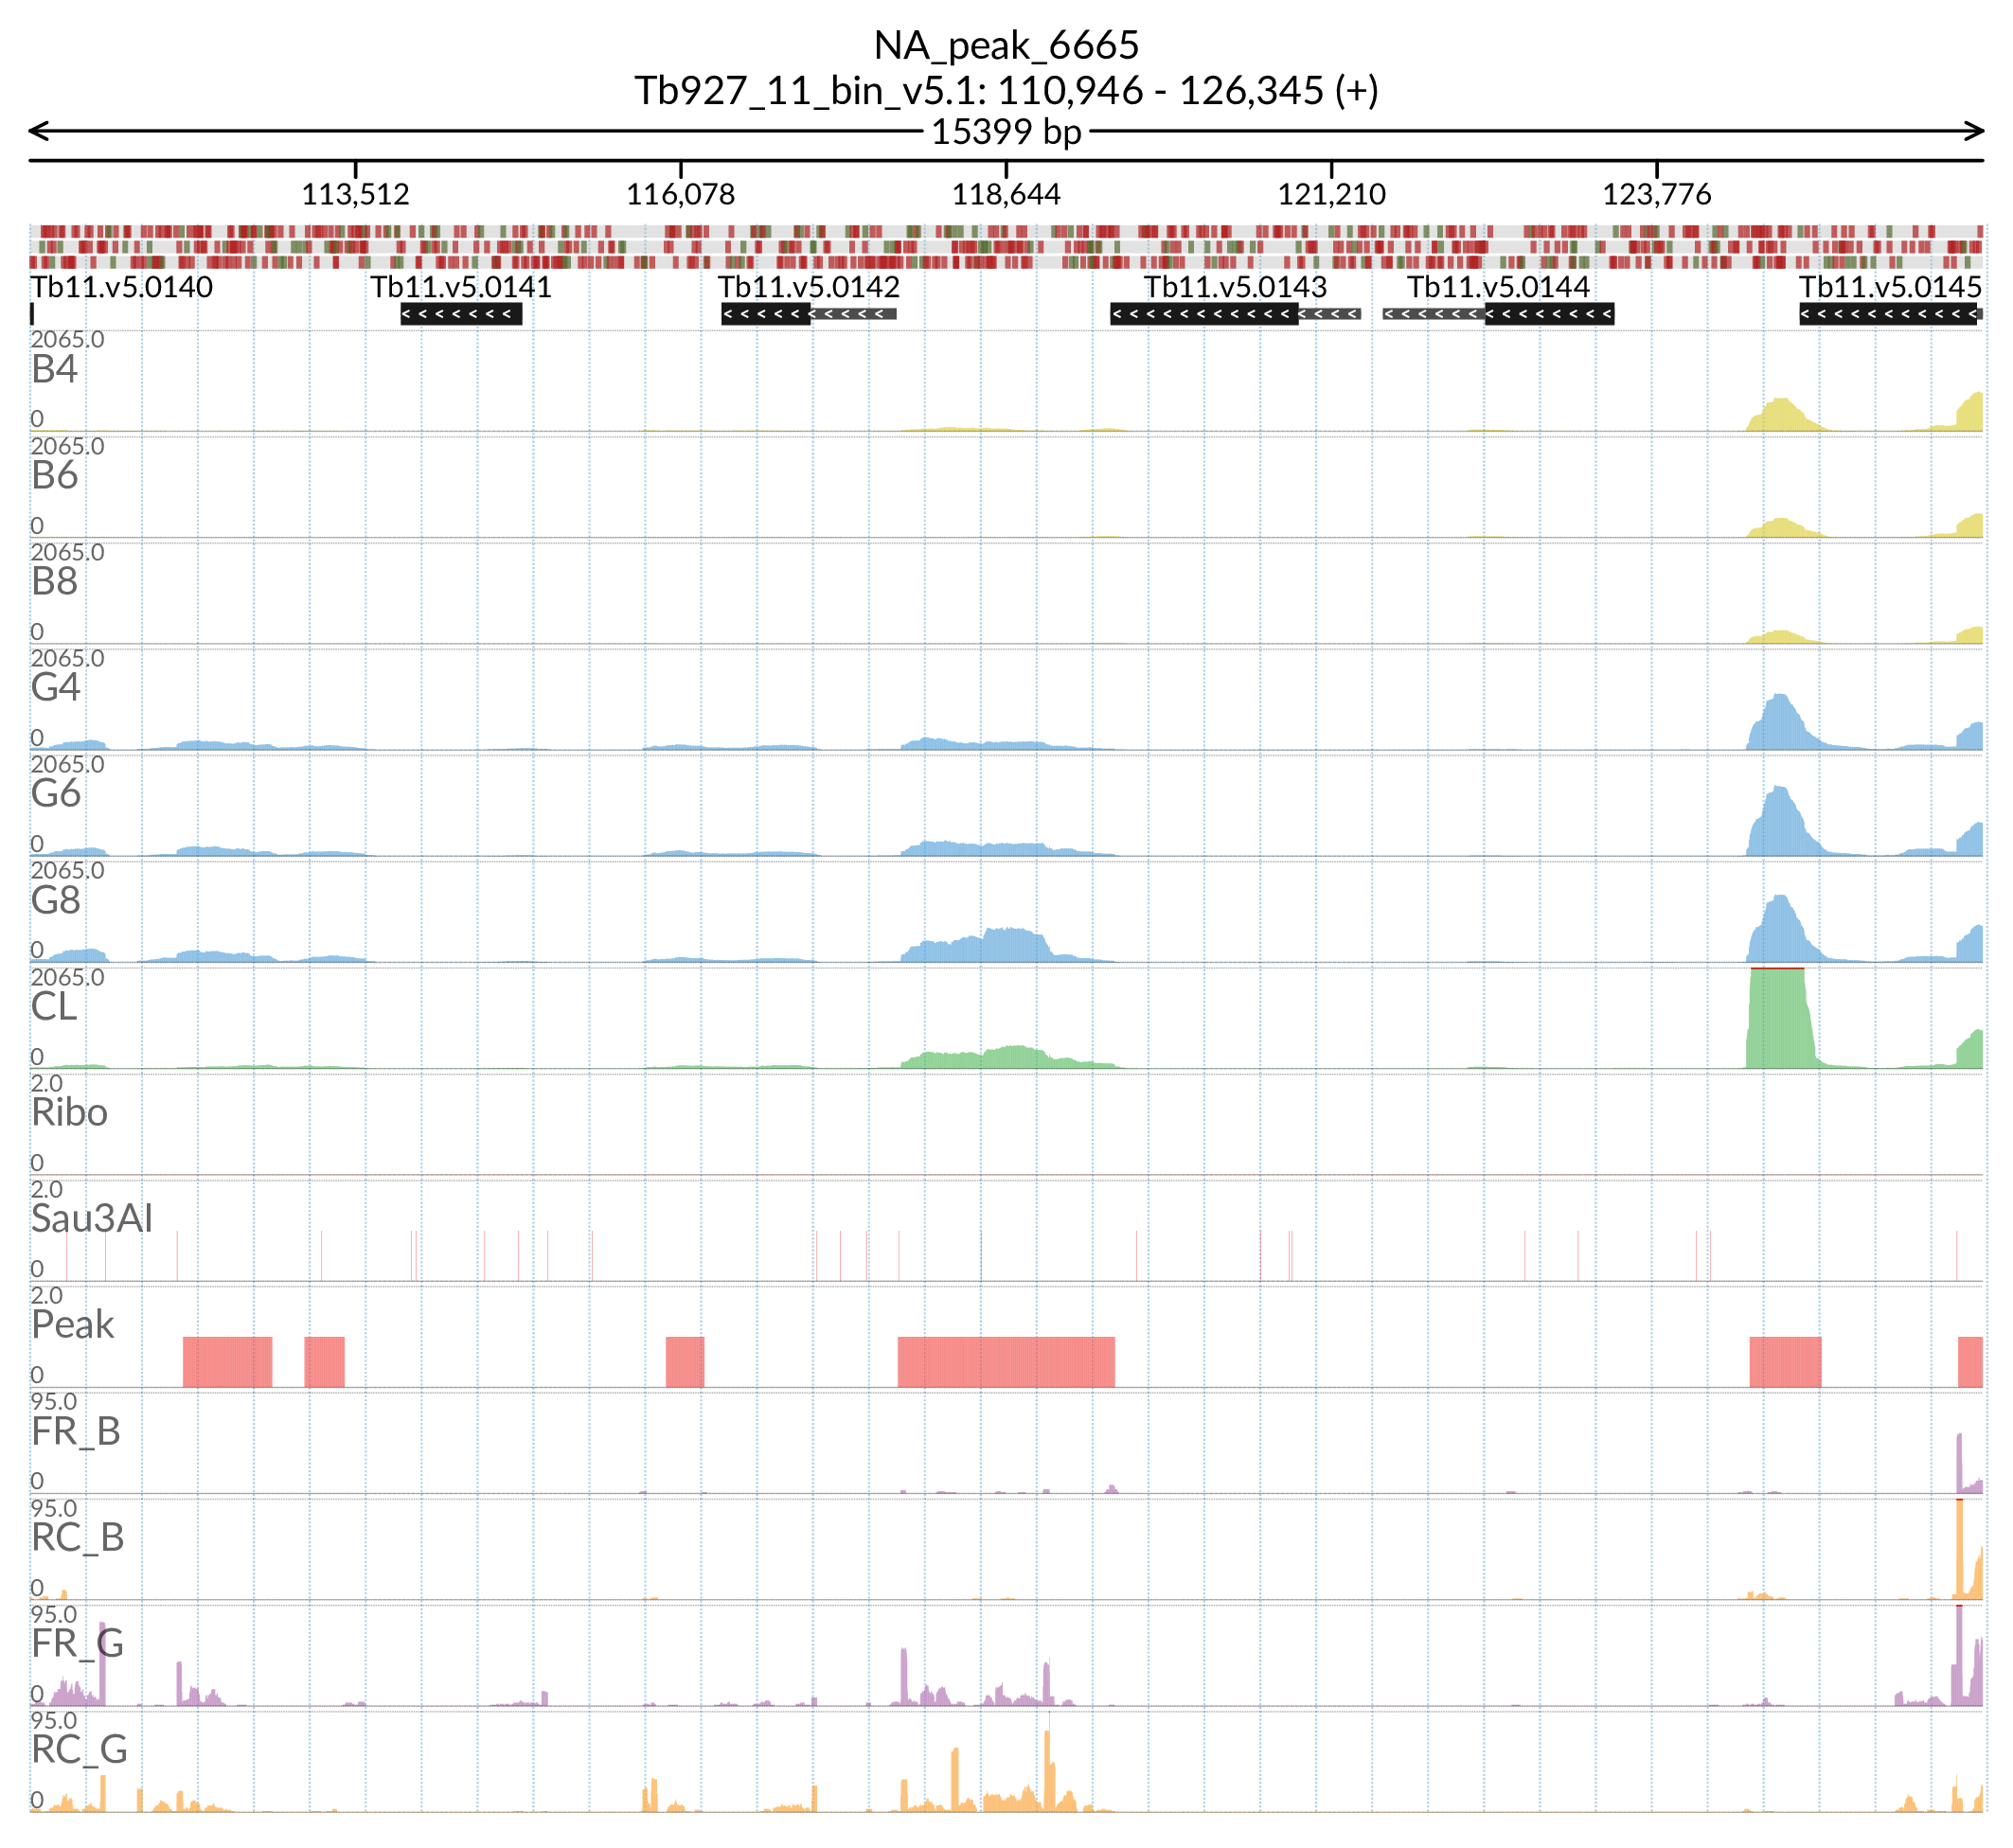 NA_peak_6665
Tb927_11_bin_v5.1: 110,946 - 126,345 (+)
15399 bp
113,512 116,078 118,644 121,210 123,776
Tb11.v5.0140 Tb11.v5.0141 Tb11.v5.0142 Tb11.v5.0143 Tb11.v5.0144 Tb11.v5.0145
2065.0
B4
0
2065.0
B6
0
2065.0
B8
0
2065.0
G4
0
2065.0
G6
0
2065.0
G8
0
2065.0
CL
0
2.0
Ribo
0
2.0
Sau3AI
0
2.0
Peak
0
95.0
FR_B
0
95.0
RC_B
0
95.0
FR_G
0
95.0
RC_G
0